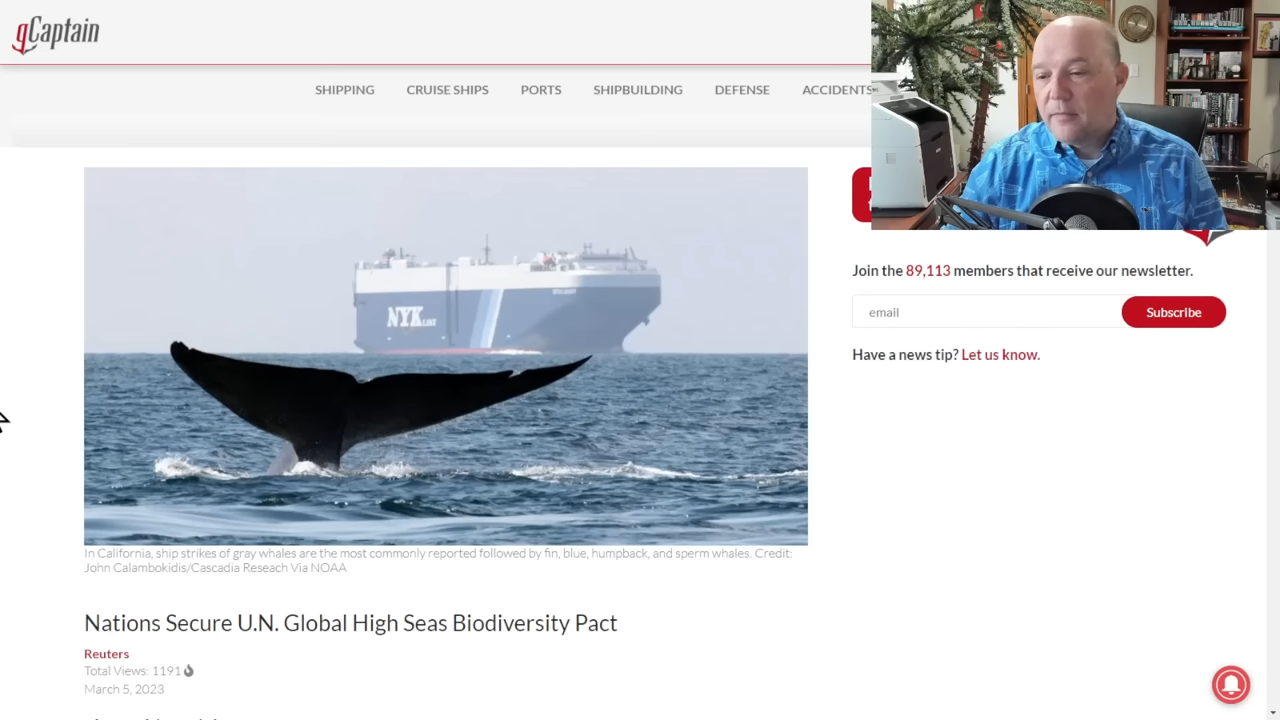 gCaptain
SHIPPING CRUISE SHIPS PORTS SHIPBUILDING DEFENSE ACCIDENTS
NYK LINE
Join the 89,113 members that receive our newsletter.
email Subscribe
Have a news tip? Let us know.
In California, ship strikes of gray whales are the most commonly reported followed by fin, blue, humpback, and sperm whales. Credit:
John Calambokidis/Cascadia Reseach Via NOAA
Nations Secure U.N. Global High Seas Biodiversity Pact
Reuters
Total Views: 1191
March 5, 2023